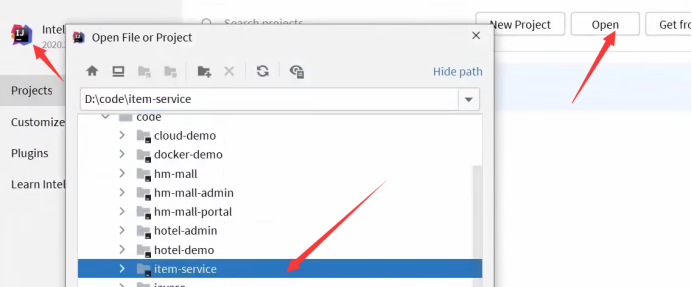 Search projects
Intel
2020.
New Project
Open
Get fro
Open File or Project
Hide path
Projects
D:\code\item-service
code
Customize
cloud-demo
docker-demo
Plugins
hm-mall
Learn Intel
hm-mall-admin
hm-mall-portal
hotel-admin
hotel-demo
item-service